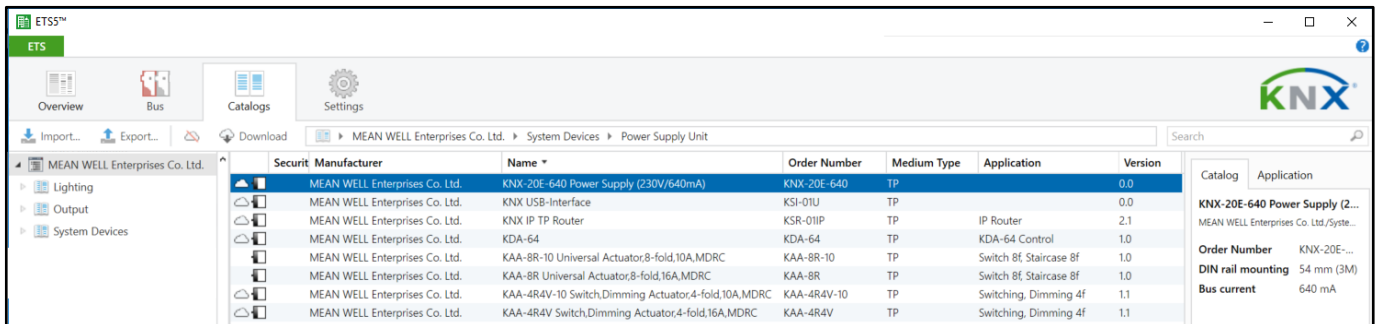 ETS5™
ETS
Overview Bus Catalogs Settings
KNX
Import... Export... Download MEAN WELL Enterprises Co. Ltd. System Devices Power Supply Unit Search
MEAN WELL Enterprises Co. Ltd.
Lighting
Output
System Devices
Securit Manufacturer Name Order Number Medium Type Application Version
MEAN WELL Enterprises Co. Ltd. KNX-20E-640 Power Supply (230V/640mA) KNX-20E-640 TP 0.0
MEAN WELL Enterprises Co. Ltd. KNX USB-Interface KSI-01U TP 0.0
MEAN WELL Enterprises Co. Ltd. KNX IP TP Router KSR-01IP TP IP Router 2.1
MEAN WELL Enterprises Co. Ltd. KDA-64 KDA-64 TP KDA-64 Control 1.0
MEAN WELL Enterprises Co. Ltd. KAA-8R-10 Universal Actuator,8-fold,10A,MDRC KAA-8R-10 TP Switch 8f, Staircase 8f 1.0
MEAN WELL Enterprises Co. Ltd. KAA-8R Universal Actuator,8-fold,16A,MDRC KAA-8R TP Switch 8f, Staircase 8f 1.0
MEAN WELL Enterprises Co. Ltd. KAA-4R4V-10 Switch,Dimming Actuator,4-fold,10A,MDRC KAA-4R4V-10 TP Switching, Dimming 4f 1.1
MEAN WELL Enterprises Co. Ltd. KAA-4R4V Switch,Dimming Actuator,4-fold,16A,MDRC KAA-4R4V TP Switching, Dimming 4f 1.1
Catalog Application
KNX-20E-640 Power Supply (2...
MEAN WELL Enterprises Co. Ltd./Syste...
Order Number KNX-20E-...
DIN rail mounting 54 mm (3M)
Bus current 640 mA